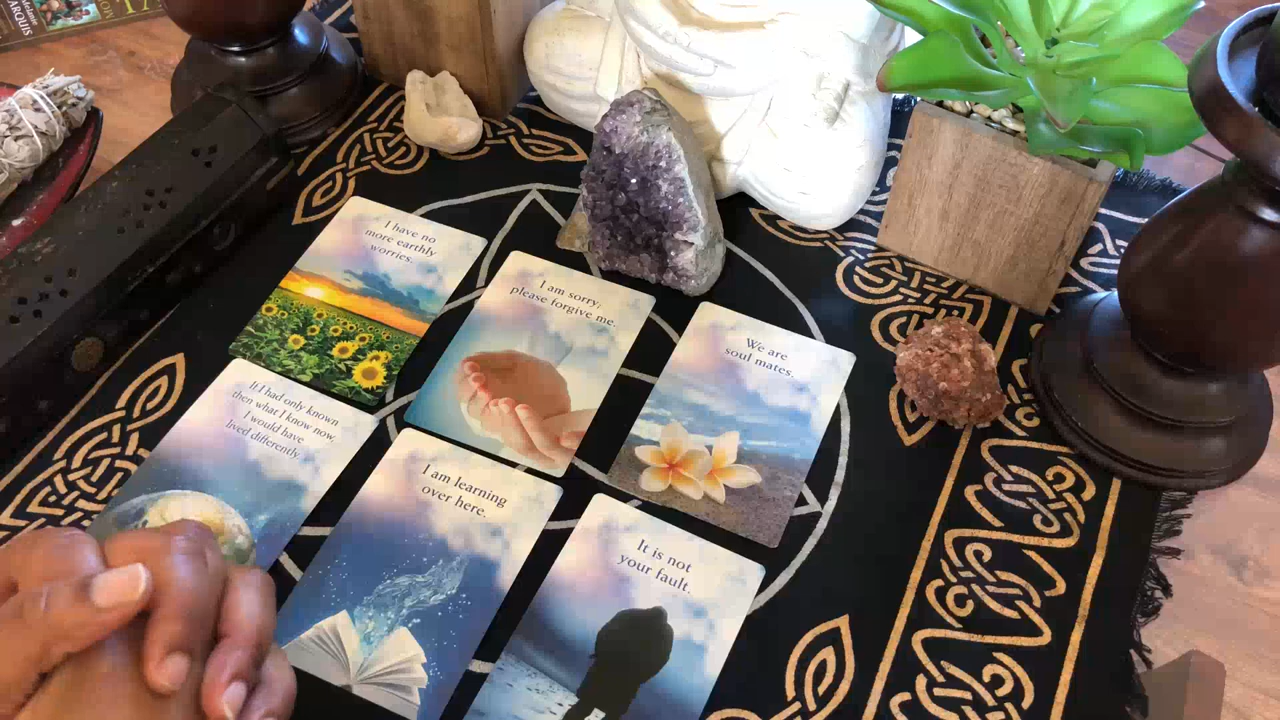 ARQUIS
I have no
more earthly
worries.
I am sorry,
please forgive me.
We are
soul mates.
If I had only known
then what I know now,
I would have
lived differently.
I am learning
over here.
It is not
your fault.